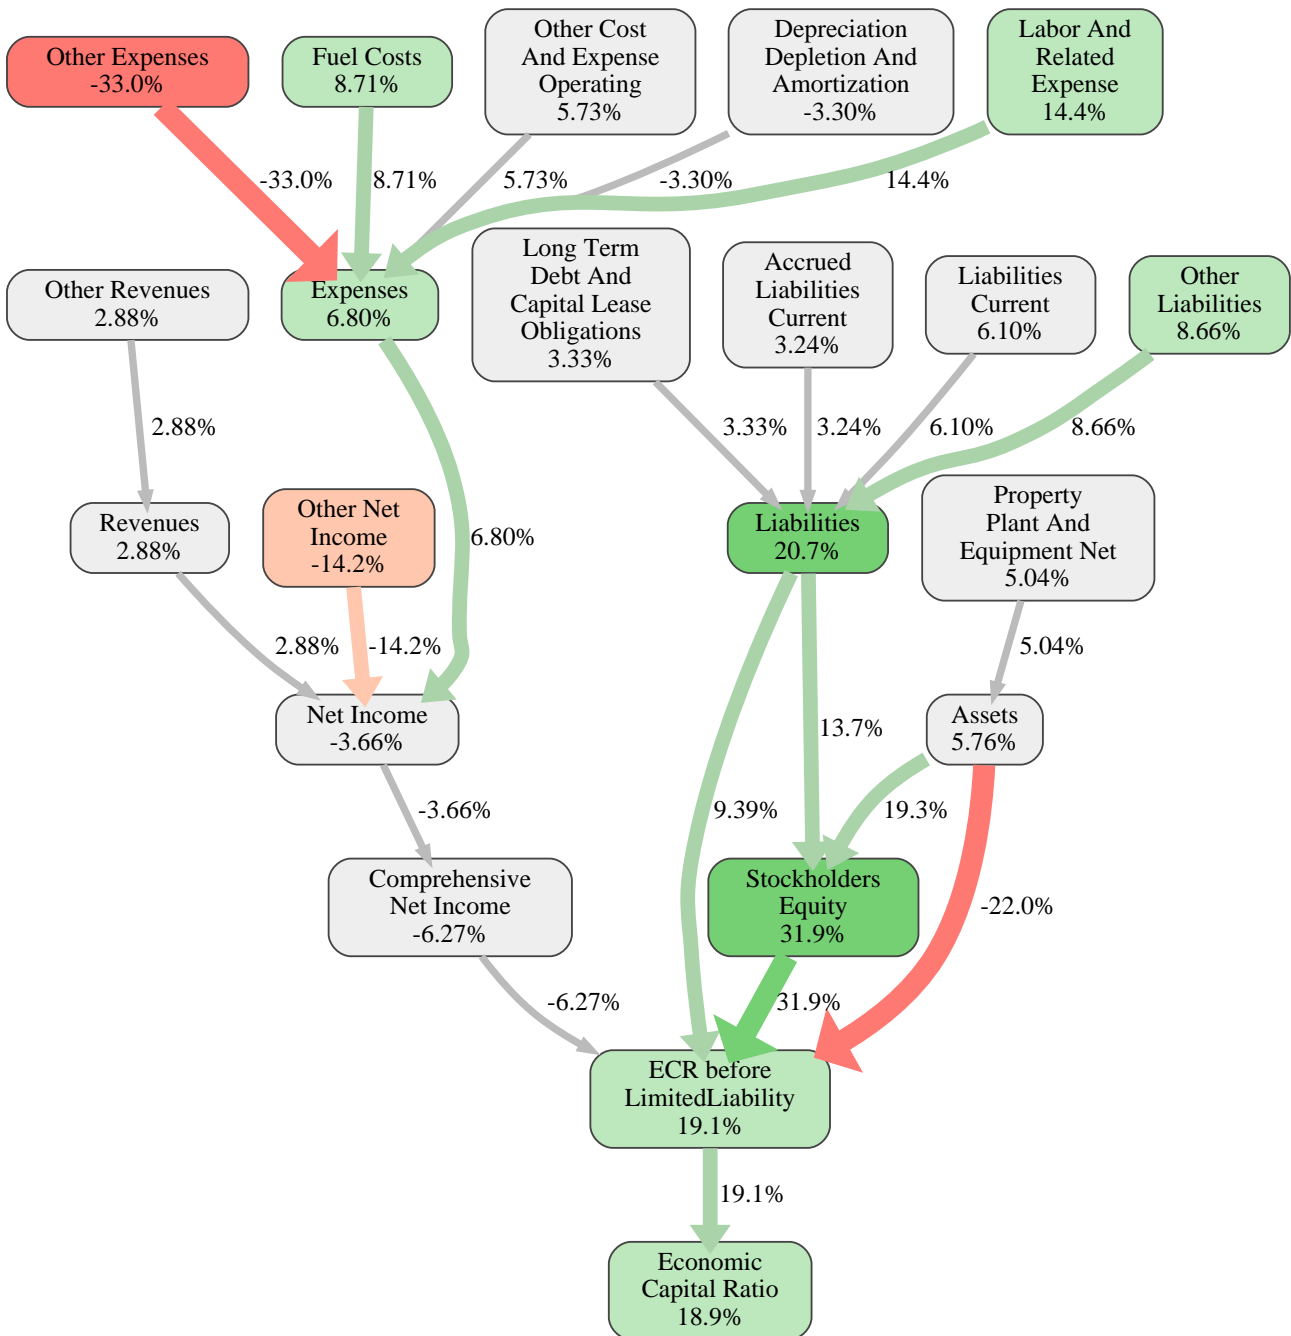 Other Expenses
-33.0%
Fuel Costs
8.71%
Other Cost
And Expense
Operating
5.73%
Depreciation
Depletion And
Amortization
-3.30%
Labor And
Related
Expense
14.4%
-33.0%
8.71%
5.73%
-3.30%
14.4%
Other Revenues
2.88%
Expenses
6.80%
Long Term
Debt And
Capital Lease
Obligations
3.33%
Accrued
Liabilities
Current
3.24%
Liabilities
Current
6.10%
Other
Liabilities
8.66%
2.88%
3.33%
3.24%
6.10%
8.66%
Revenues
2.88%
Other Net
Income
-14.2%
6.80%
Liabilities
20.7%
Property
Plant And
Equipment Net
5.04%
2.88%
-14.2%
5.04%
Net Income
-3.66%
13.7%
Assets
5.76%
-3.66%
9.39%
19.3%
Comprehensive
Net Income
-6.27%
Stockholders
Equity
31.9%
-22.0%
-6.27%
31.9%
ECR before
LimitedLiability
19.1%
19.1%
Economic
Capital Ratio
18.9%